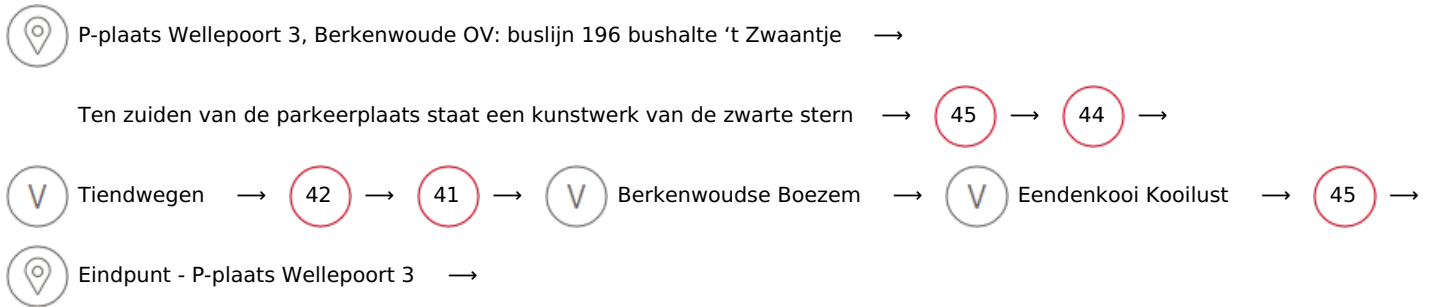 P-plaats Wellepoort 3, Berkenwoude OV: buslijn 196 bushalte ‘t Zwaantje →
Ten zuiden van de parkeerplaats staat een kunstwerk van de zwarte stern → 45 → 44 →
V Tiendwegen → 42 → 41 → V Berkenwoudse Boezem → V Eendenkooi Kooilust → 45 →
Eindpunt - P-plaats Wellepoort 3 →